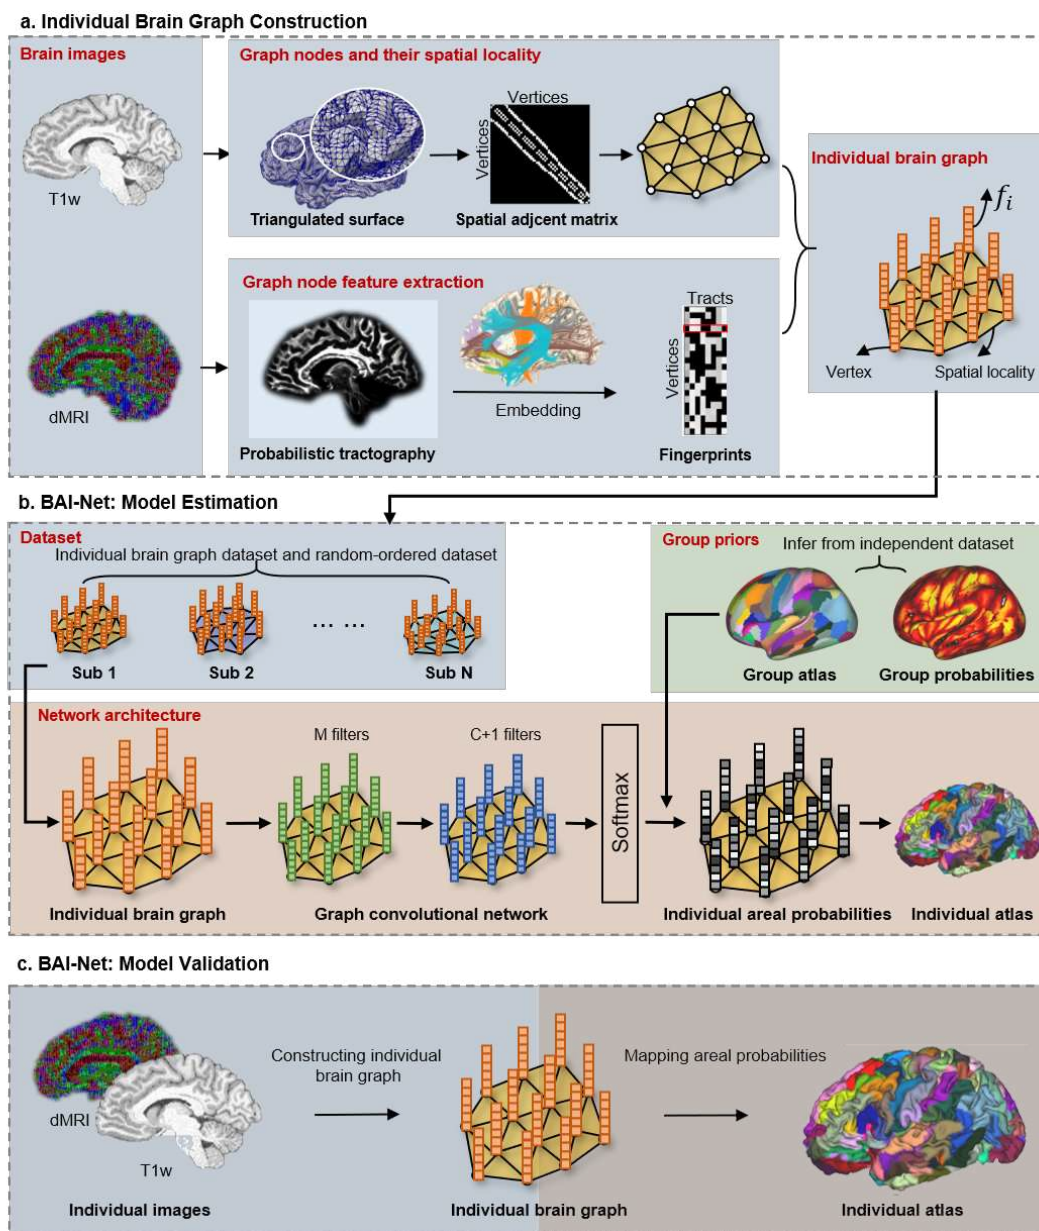 a. Individual Brain Graph Construction
Brain images
T1w
dMRI
Graph nodes and their spatial locality
Vertices
Vertices
Triangulated surface
Spatial adjcent matrix
Graph node feature extraction
Probabilistic tractography
Embedding
Tracts
Vertices
Fingerprints
Individual brain graph
f_i
Vertex
Spatial locality
b. BAI-Net: Model Estimation
Dataset
Individual brain graph dataset and random-ordered dataset
... ...
Sub 1
Sub 2
Sub N
Group priors
Infer from independent dataset
Group atlas
Group probabilities
Network architecture
M filters
C+1 filters
Softmax
Individual brain graph
Graph convolutional network
Individual areal probabilities
Individual atlas
c. BAI-Net: Model Validation
dMRI
T1w
Individual images
Constructing individual
brain graph
Individual brain graph
Mapping areal probabilities
Individual atlas